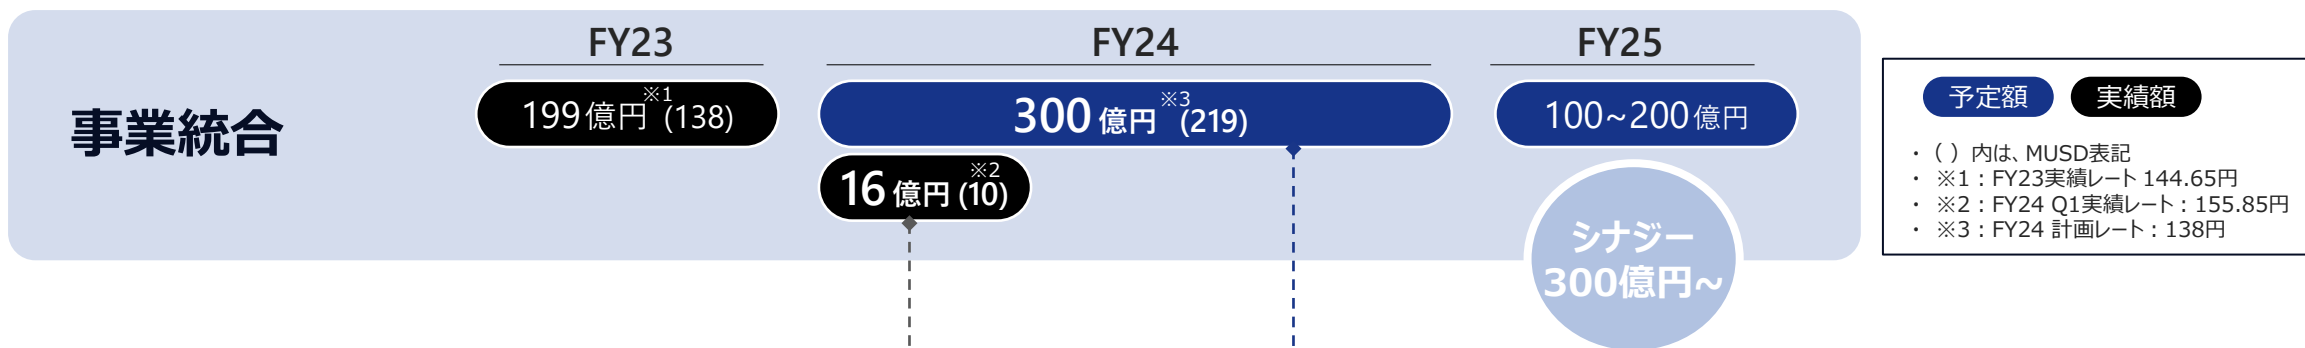 FY23
FY24
FY25
事業統合
199億円※1(138)
300億円※3(219)
100~200億円
16億円※2(10)
シナジー
300億円~
予定額
実績額
・ ( ) 内は、MUSD表記
・ ※1：FY23実績レート 144.65円
・ ※2：FY24 Q1実績レート：155.85円
・ ※3：FY24 計画レート：138円